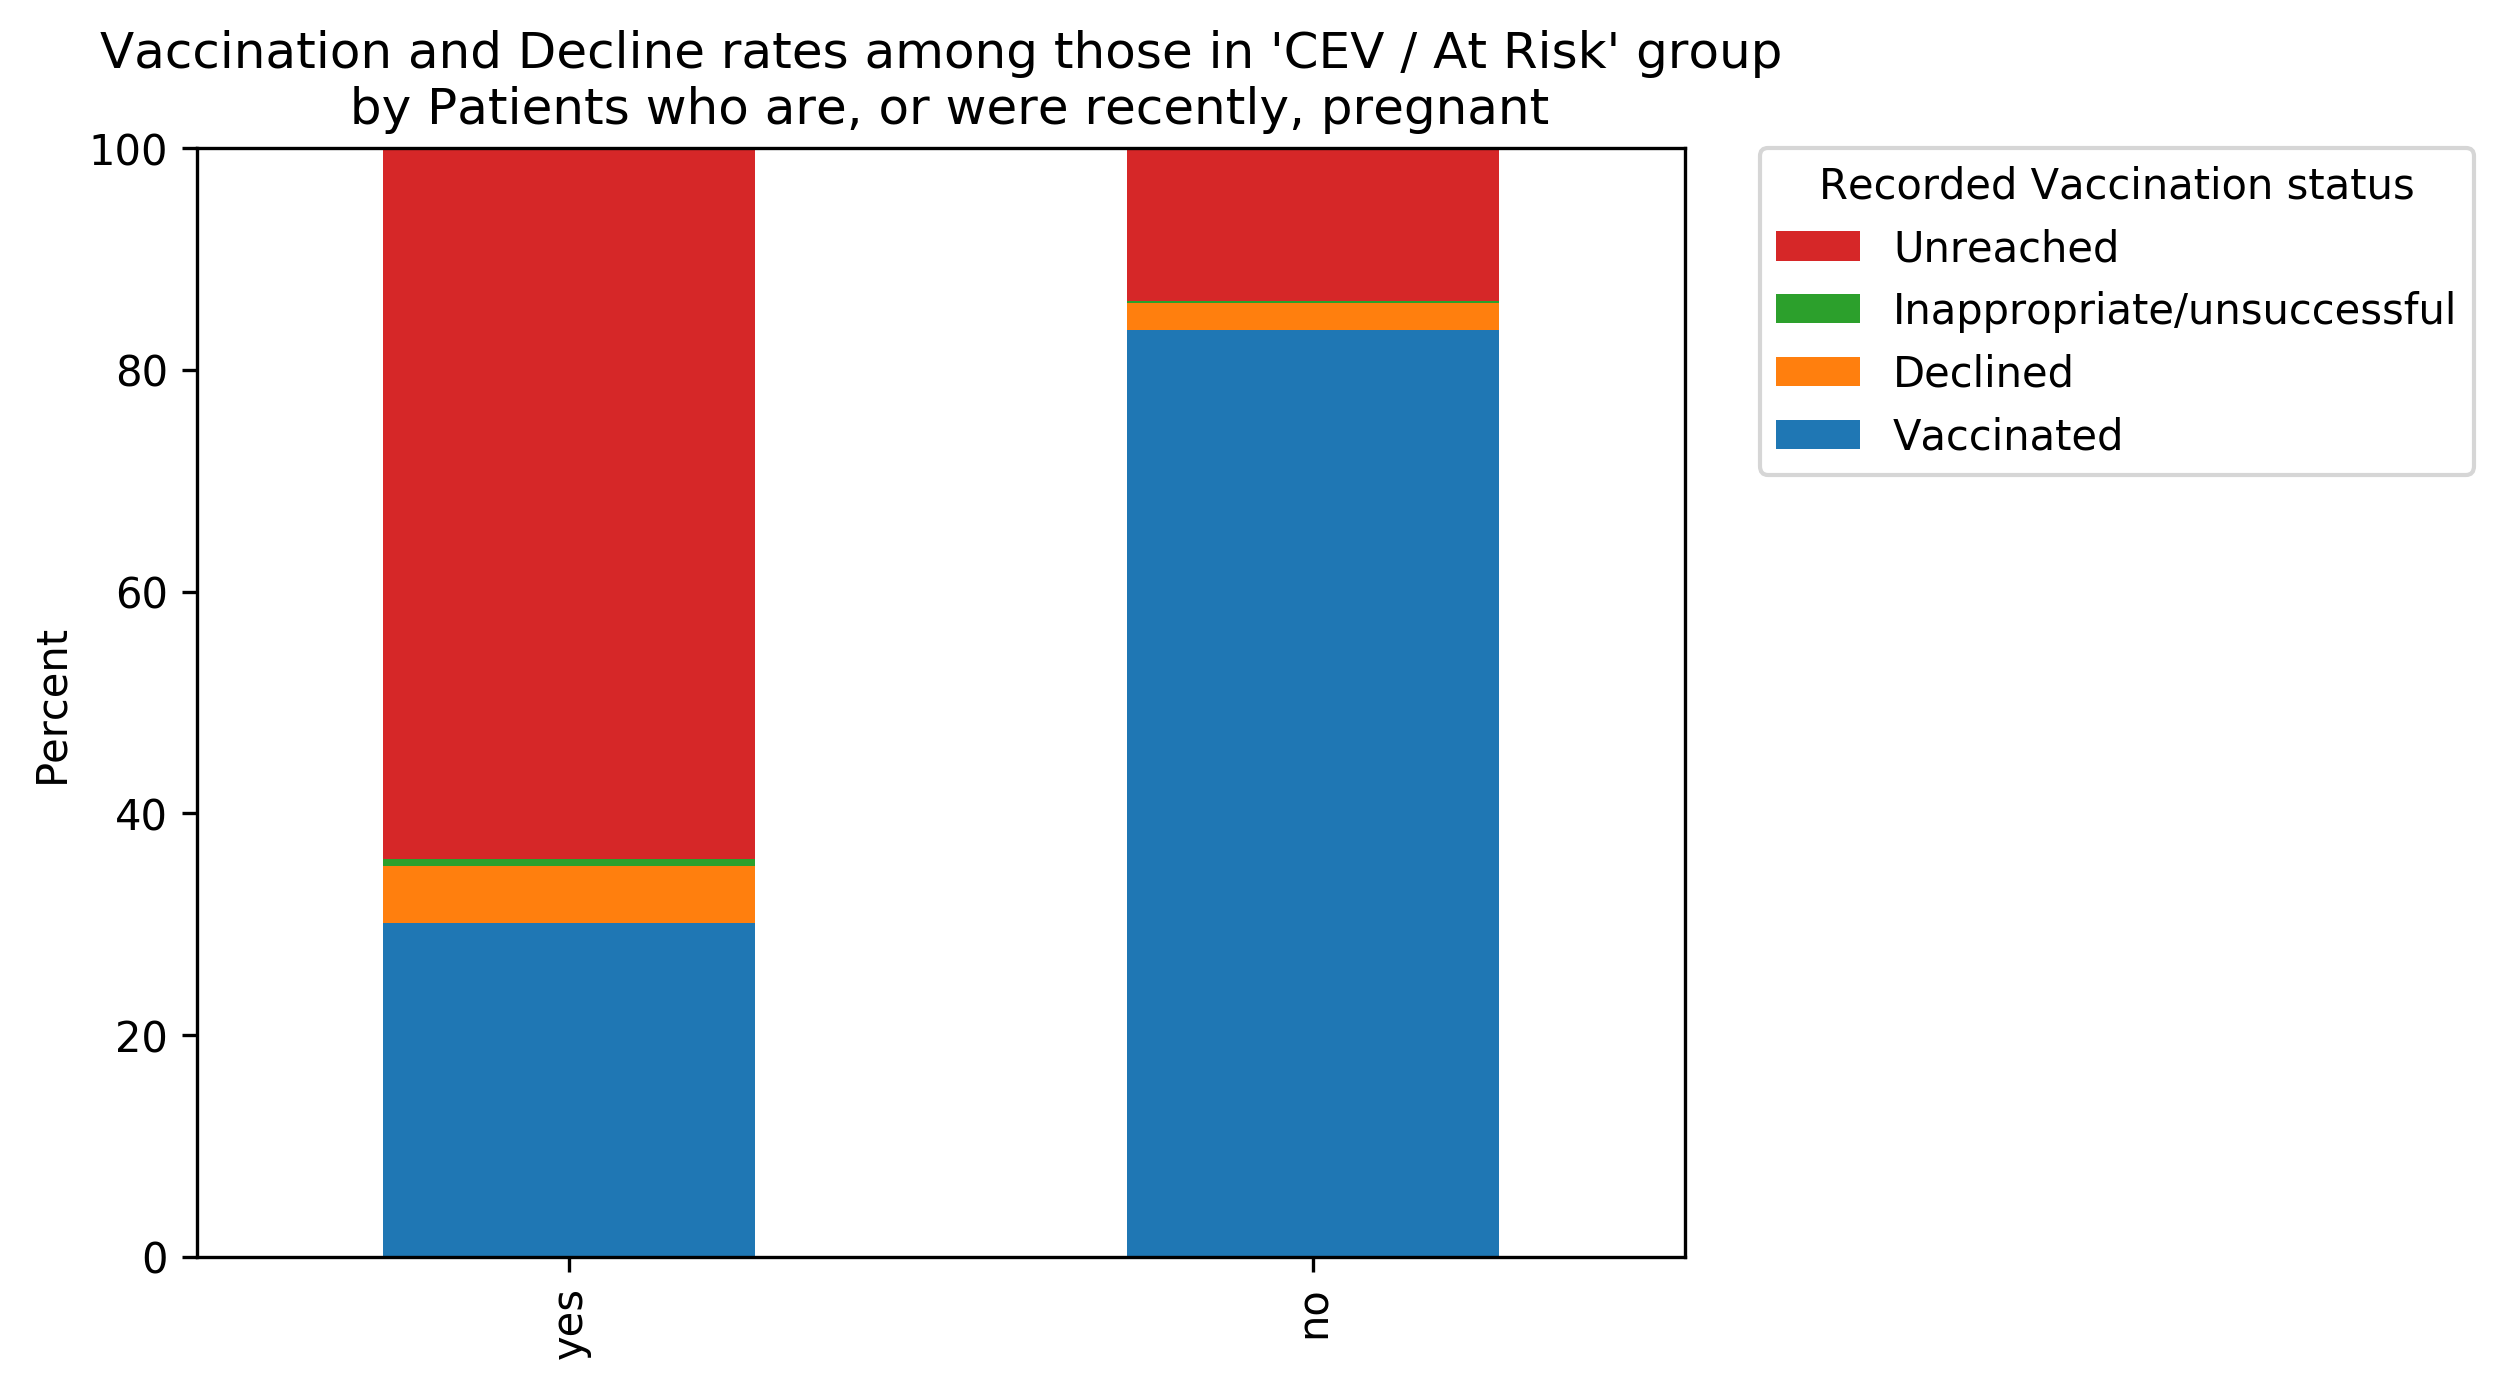 Vaccination and Decline rates among those in 'CEV / At Risk' group
by Patients who are, or were recently, pregnant
100
80
60
40
20
0
Percent
yes
no
Recorded Vaccination status
Unreached
Inappropriate/unsuccessful
Declined
Vaccinated